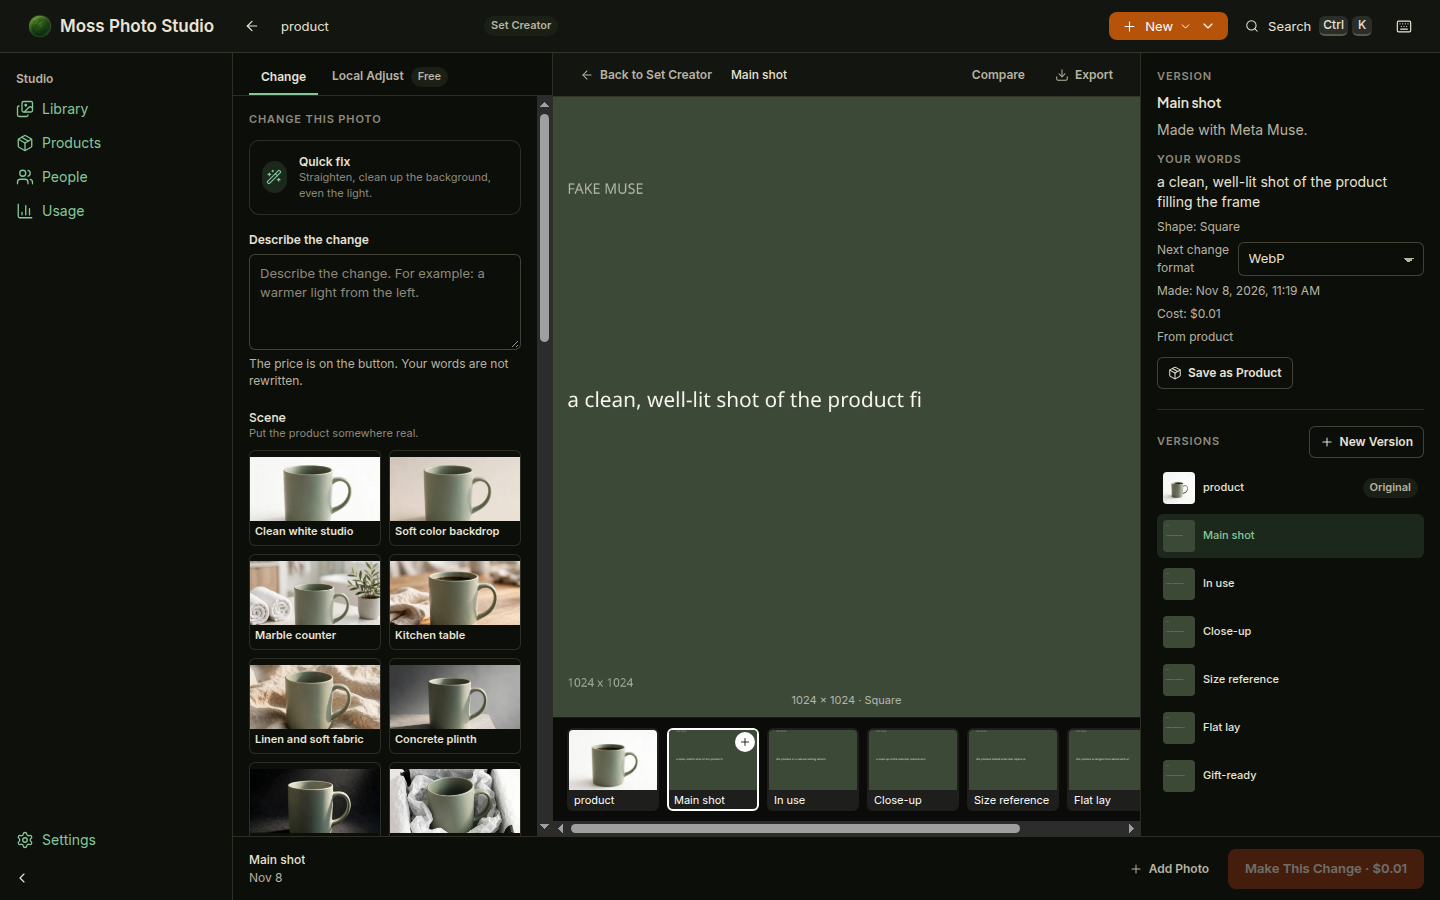 Moss Photo Studio
product
Set Creator
New
Search
Ctrl
K
Studio
Library
Products
People
Usage
Settings
Change
Local Adjust
Free
CHANGE THIS PHOTO
Quick fix
Straighten, clean up the background,
even the light.
Describe the change
Describe the change. For example: a
warmer light from the left.
The price is on the button. Your words are not
rewritten.
Scene
Put the product somewhere real.
Clean white studio
Soft color backdrop
Marble counter
Kitchen table
Linen and soft fabric
Concrete plinth
Back to Set Creator
Main shot
Compare
Export
FAKE MUSE
a clean, well-lit shot of the product fi
1024 x 1024
1024 × 1024 · Square
product
Main shot
In use
Close-up
Size reference
Flat lay
VERSION
Main shot
Made with Meta Muse.
YOUR WORDS
a clean, well-lit shot of the product
filling the frame
Shape: Square
Next change
format
WebP
Made: Nov 8, 2026, 11:19 AM
Cost: $0.01
From product
Save as Product
VERSIONS
New Version
product
Original
Main shot
In use
Close-up
Size reference
Flat lay
Gift-ready
Main shot
Nov 8
Add Photo
Make This Change · $0.01